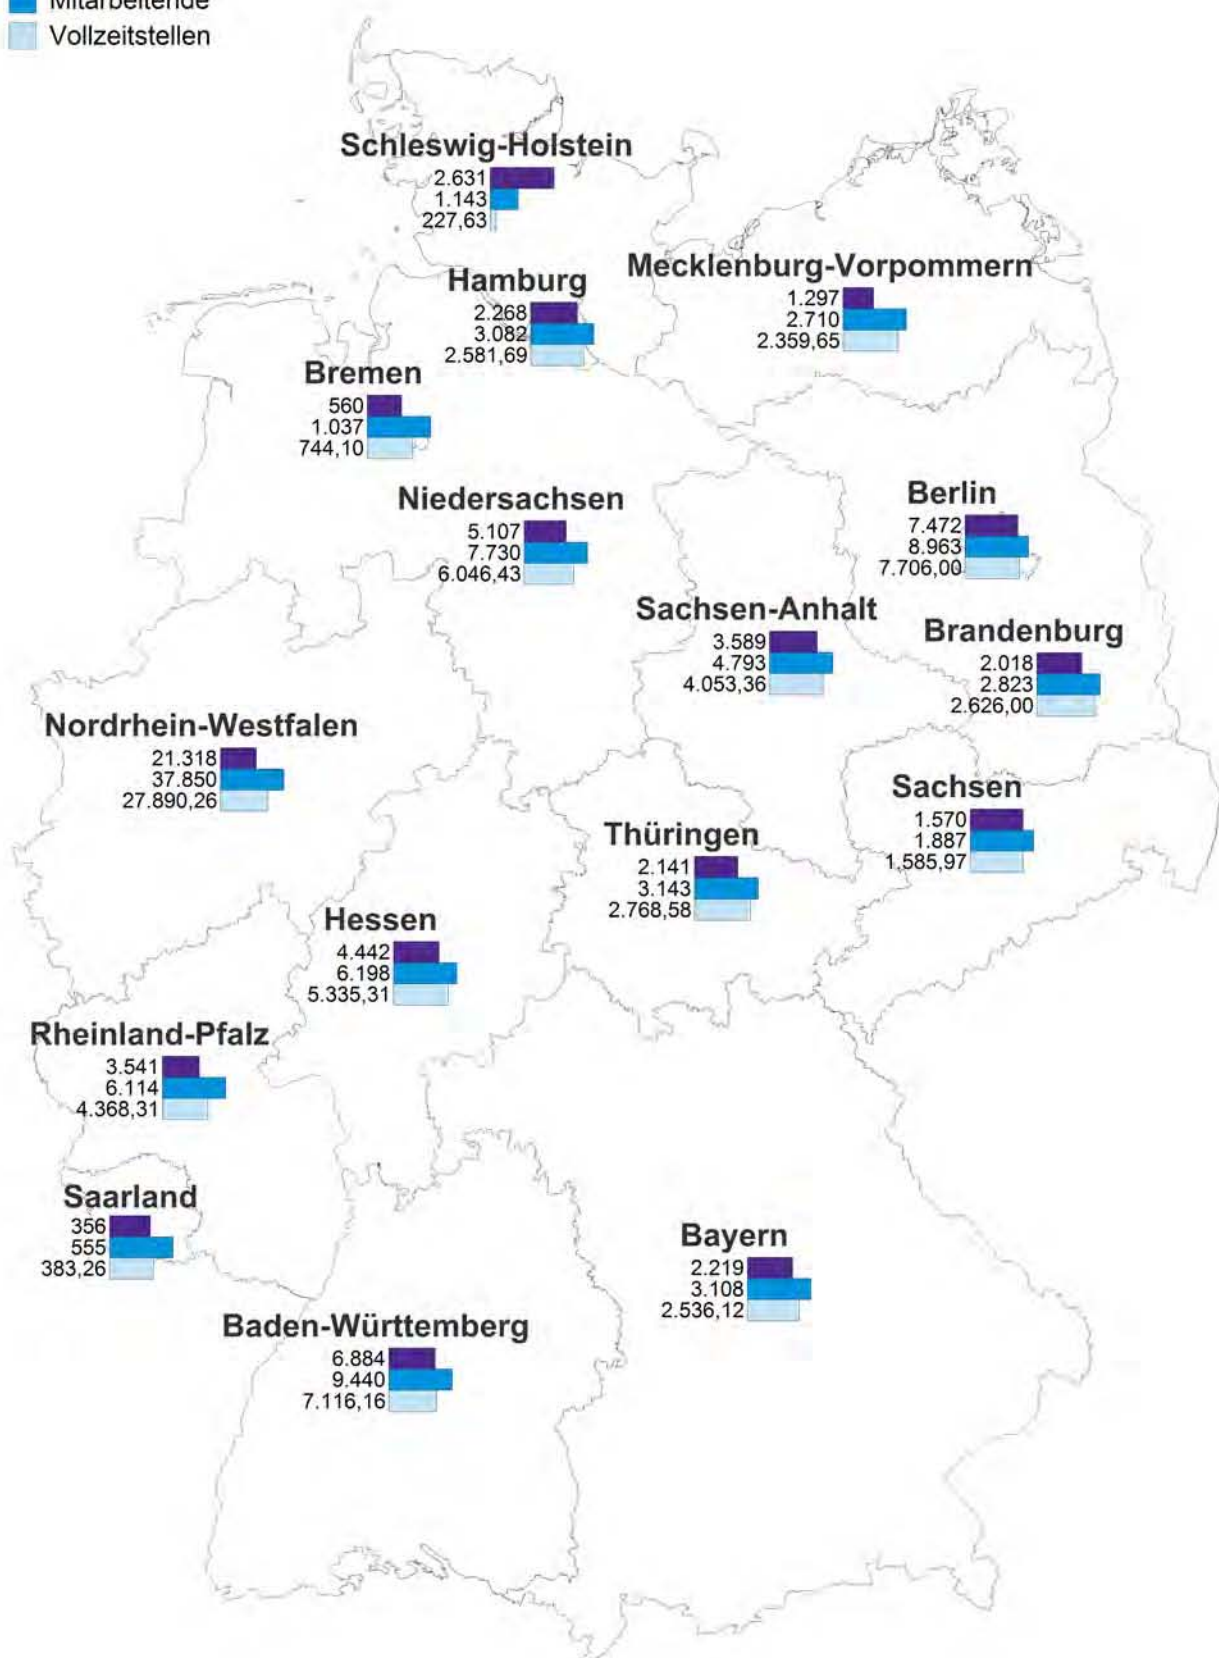 Mitarbeitende
Vollzeitstellen
Schleswig-Holstein
2.631
1.143
227,63
Mecklenburg-Vorpommern
1.297
2.710
2.359,65
Hamburg
2.268
3.082
2.581,69
Bremen
560
1.037
744,10
Niedersachsen
5.107
7.730
6.046,43
Berlin
7.472
8.963
7.706,00
Sachsen-Anhalt
3.589
4.793
4.053,36
Brandenburg
2.018
2.823
2.626,00
Nordrhein-Westfalen
21.318
37.850
27.890,26
Sachsen
1.570
1.887
1.585,97
Thüringen
2.141
3.143
2.768,58
Hessen
4.442
6.198
5.335,31
Rheinland-Pfalz
3.541
6.114
4.368,31
Saarland
356
555
383,26
Bayern
2.219
3.108
2.536,12
Baden-Württemberg
6.884
9.440
7.116,16